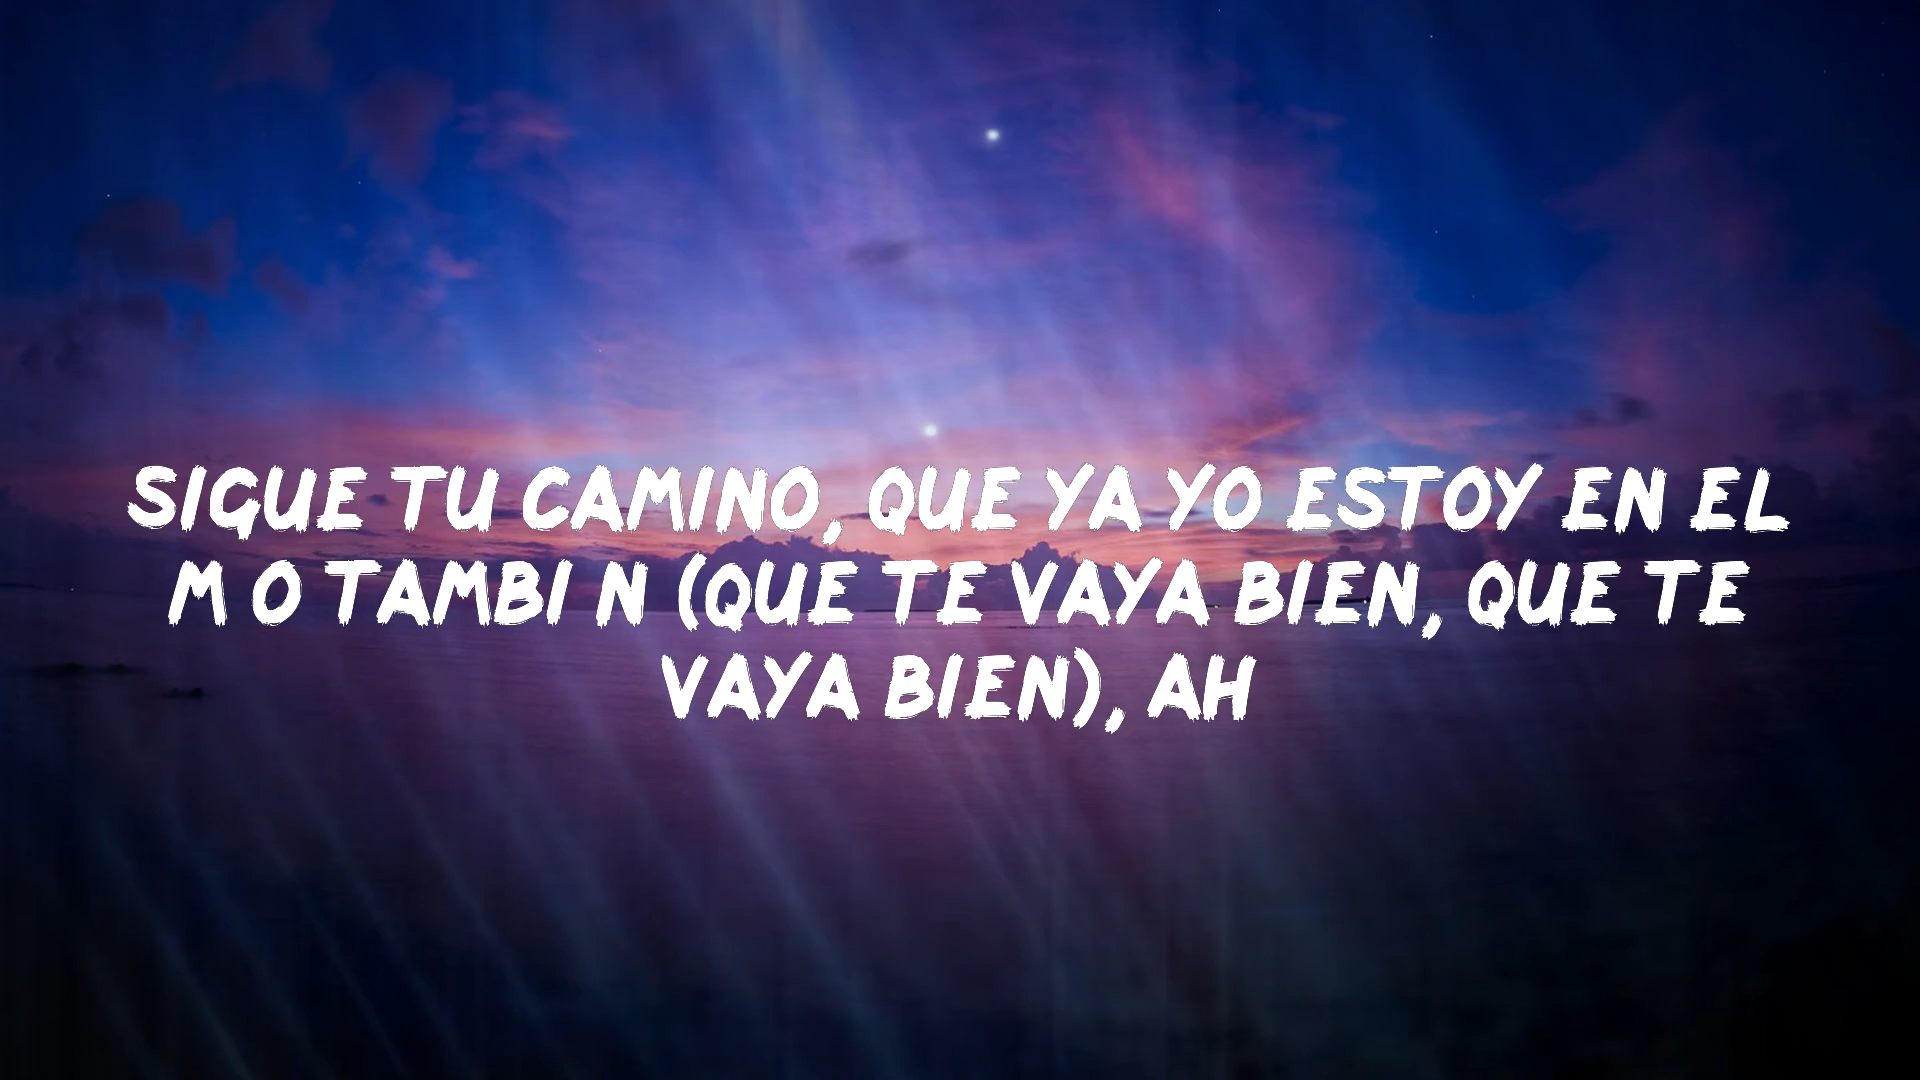 SIGUE TU CAMINO, QUE YA YO ESTOY EN EL
M O TAMBI N (QUE TE VAYA BIEN, QUE TE
VAYA BIEN), AH